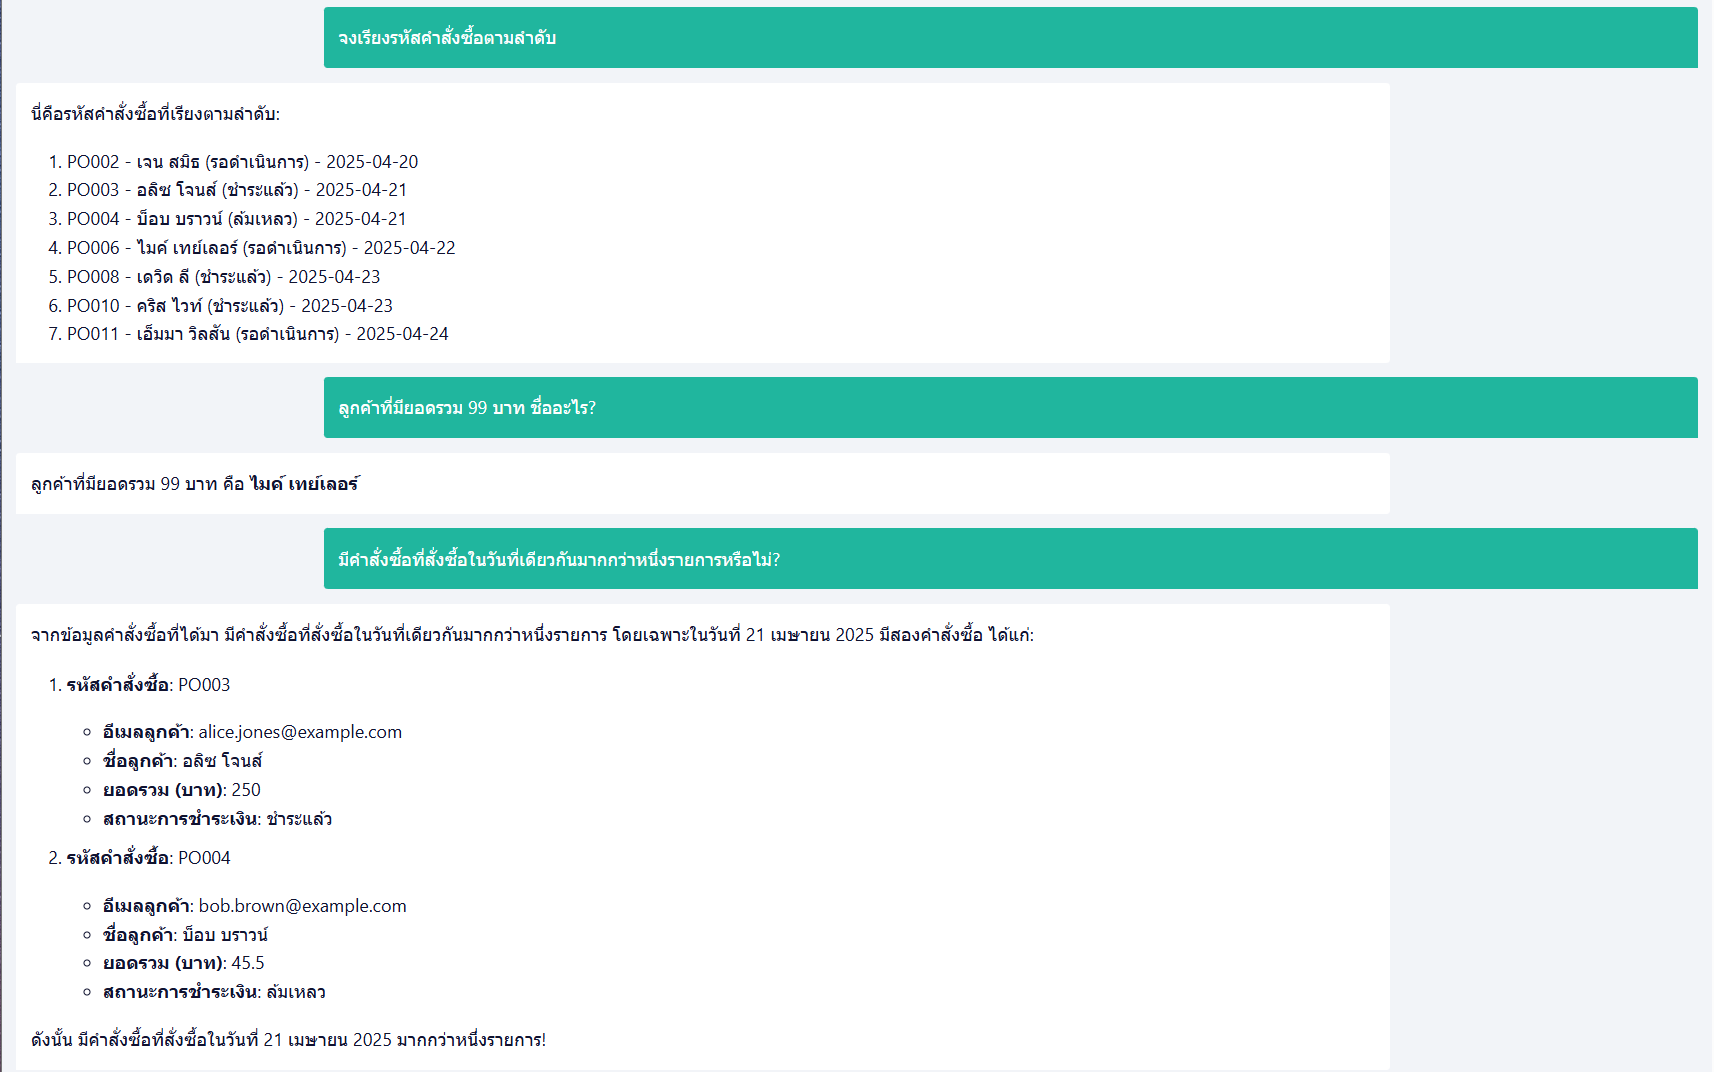 จงเรียงรหัสคำสั่งซื้อตามลำดับ
นี่คือรหัสคำสั่งซื้อที่เรียงตามลำดับ:
1. PO002 - เจน สมิธ (รอดำเนินการ) - 2025-04-20
2. PO003 - อลิซ โจนส์ (ชำระแล้ว) - 2025-04-21
3. PO004 - บ็อบ บราวน์ (ล้มเหลว) - 2025-04-21
4. PO006 - ไมค์ เทย์เลอร์ (รอดำเนินการ) - 2025-04-22
5. PO008 - เดวิด ลี (ชำระแล้ว) - 2025-04-23
6. PO010 - คริส ไวท์ (ชำระแล้ว) - 2025-04-23
7. PO011 - เอ็มมา วิลสัน (รอดำเนินการ) - 2025-04-24
ลูกค้าที่มียอดรวม 99 บาท ชื่ออะไร?
ลูกค้าที่มียอดรวม 99 บาท คือ ไมค์ เทย์เลอร์
มีคำสั่งซื้อที่สั่งซื้อในวันที่เดียวกันมากกว่าหนึ่งรายการหรือไม่?
จากข้อมูลคำสั่งซื้อที่ได้มา มีคำสั่งซื้อที่สั่งซื้อในวันที่เดียวกันมากกว่าหนึ่งรายการ โดยเฉพาะในวันที่ 21 เมษายน 2025 มีสองคำสั่งซื้อ ได้แก่:
1. รหัสคำสั่งซื้อ: PO003
◦ อีเมลลูกค้า: alice.jones@example.com
◦ ชื่อลูกค้า: อลิซ โจนส์
◦ ยอดรวม (บาท): 250
◦ สถานะการชำระเงิน: ชำระแล้ว
2. รหัสคำสั่งซื้อ: PO004
◦ อีเมลลูกค้า: bob.brown@example.com
◦ ชื่อลูกค้า: บ็อบ บราวน์
◦ ยอดรวม (บาท): 45.5
◦ สถานะการชำระเงิน: ล้มเหลว
ดังนั้น มีคำสั่งซื้อที่สั่งซื้อในวันที่ 21 เมษายน 2025 มากกว่าหนึ่งรายการ!